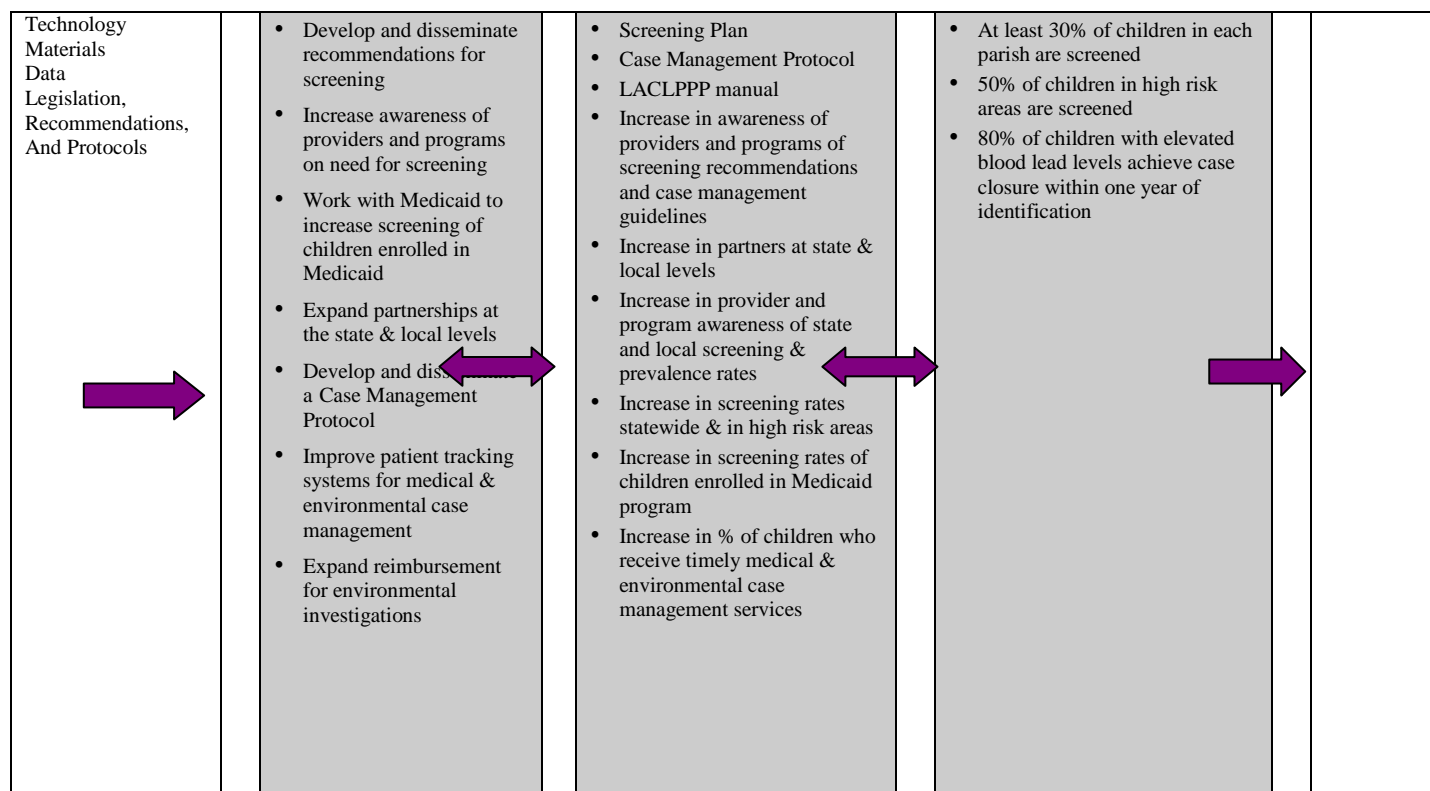 Technology
Materials
Data
Legislation,
Recommendations,
And Protocols
• Develop and disseminate
recommendations for
screening
• Increase awareness of
providers and programs
on need for screening
• Work with Medicaid to
increase screening of
children enrolled in
Medicaid
• Expand partnerships at
the state & local levels
• Develop and
a Case Management
Protocol
• Improve patient tracking
systems for medical &
environmental case
management
• Expand reimbursement
for environmental
investigations
• Screening Plan
• Case Management Protocol
• LACLPPP manual
• Increase in awareness of
providers and programs of
screening recommendations
and case management
guidelines
• Increase in partners at state &
local levels
• Increase in provider and
program awareness of state
and local screening &
prevalence rates
• Increase in screening rates
statewide & in high risk areas
• Increase in screening rates of
children enrolled in Medicaid
program
• Increase in % of children who
receive timely medical &
environmental case
management services
• At least 30% of children in each
parish are screened
• 50% of children in high risk
areas are screened
• 80% of children with elevated
blood lead levels achieve case
closure within one year of
identification